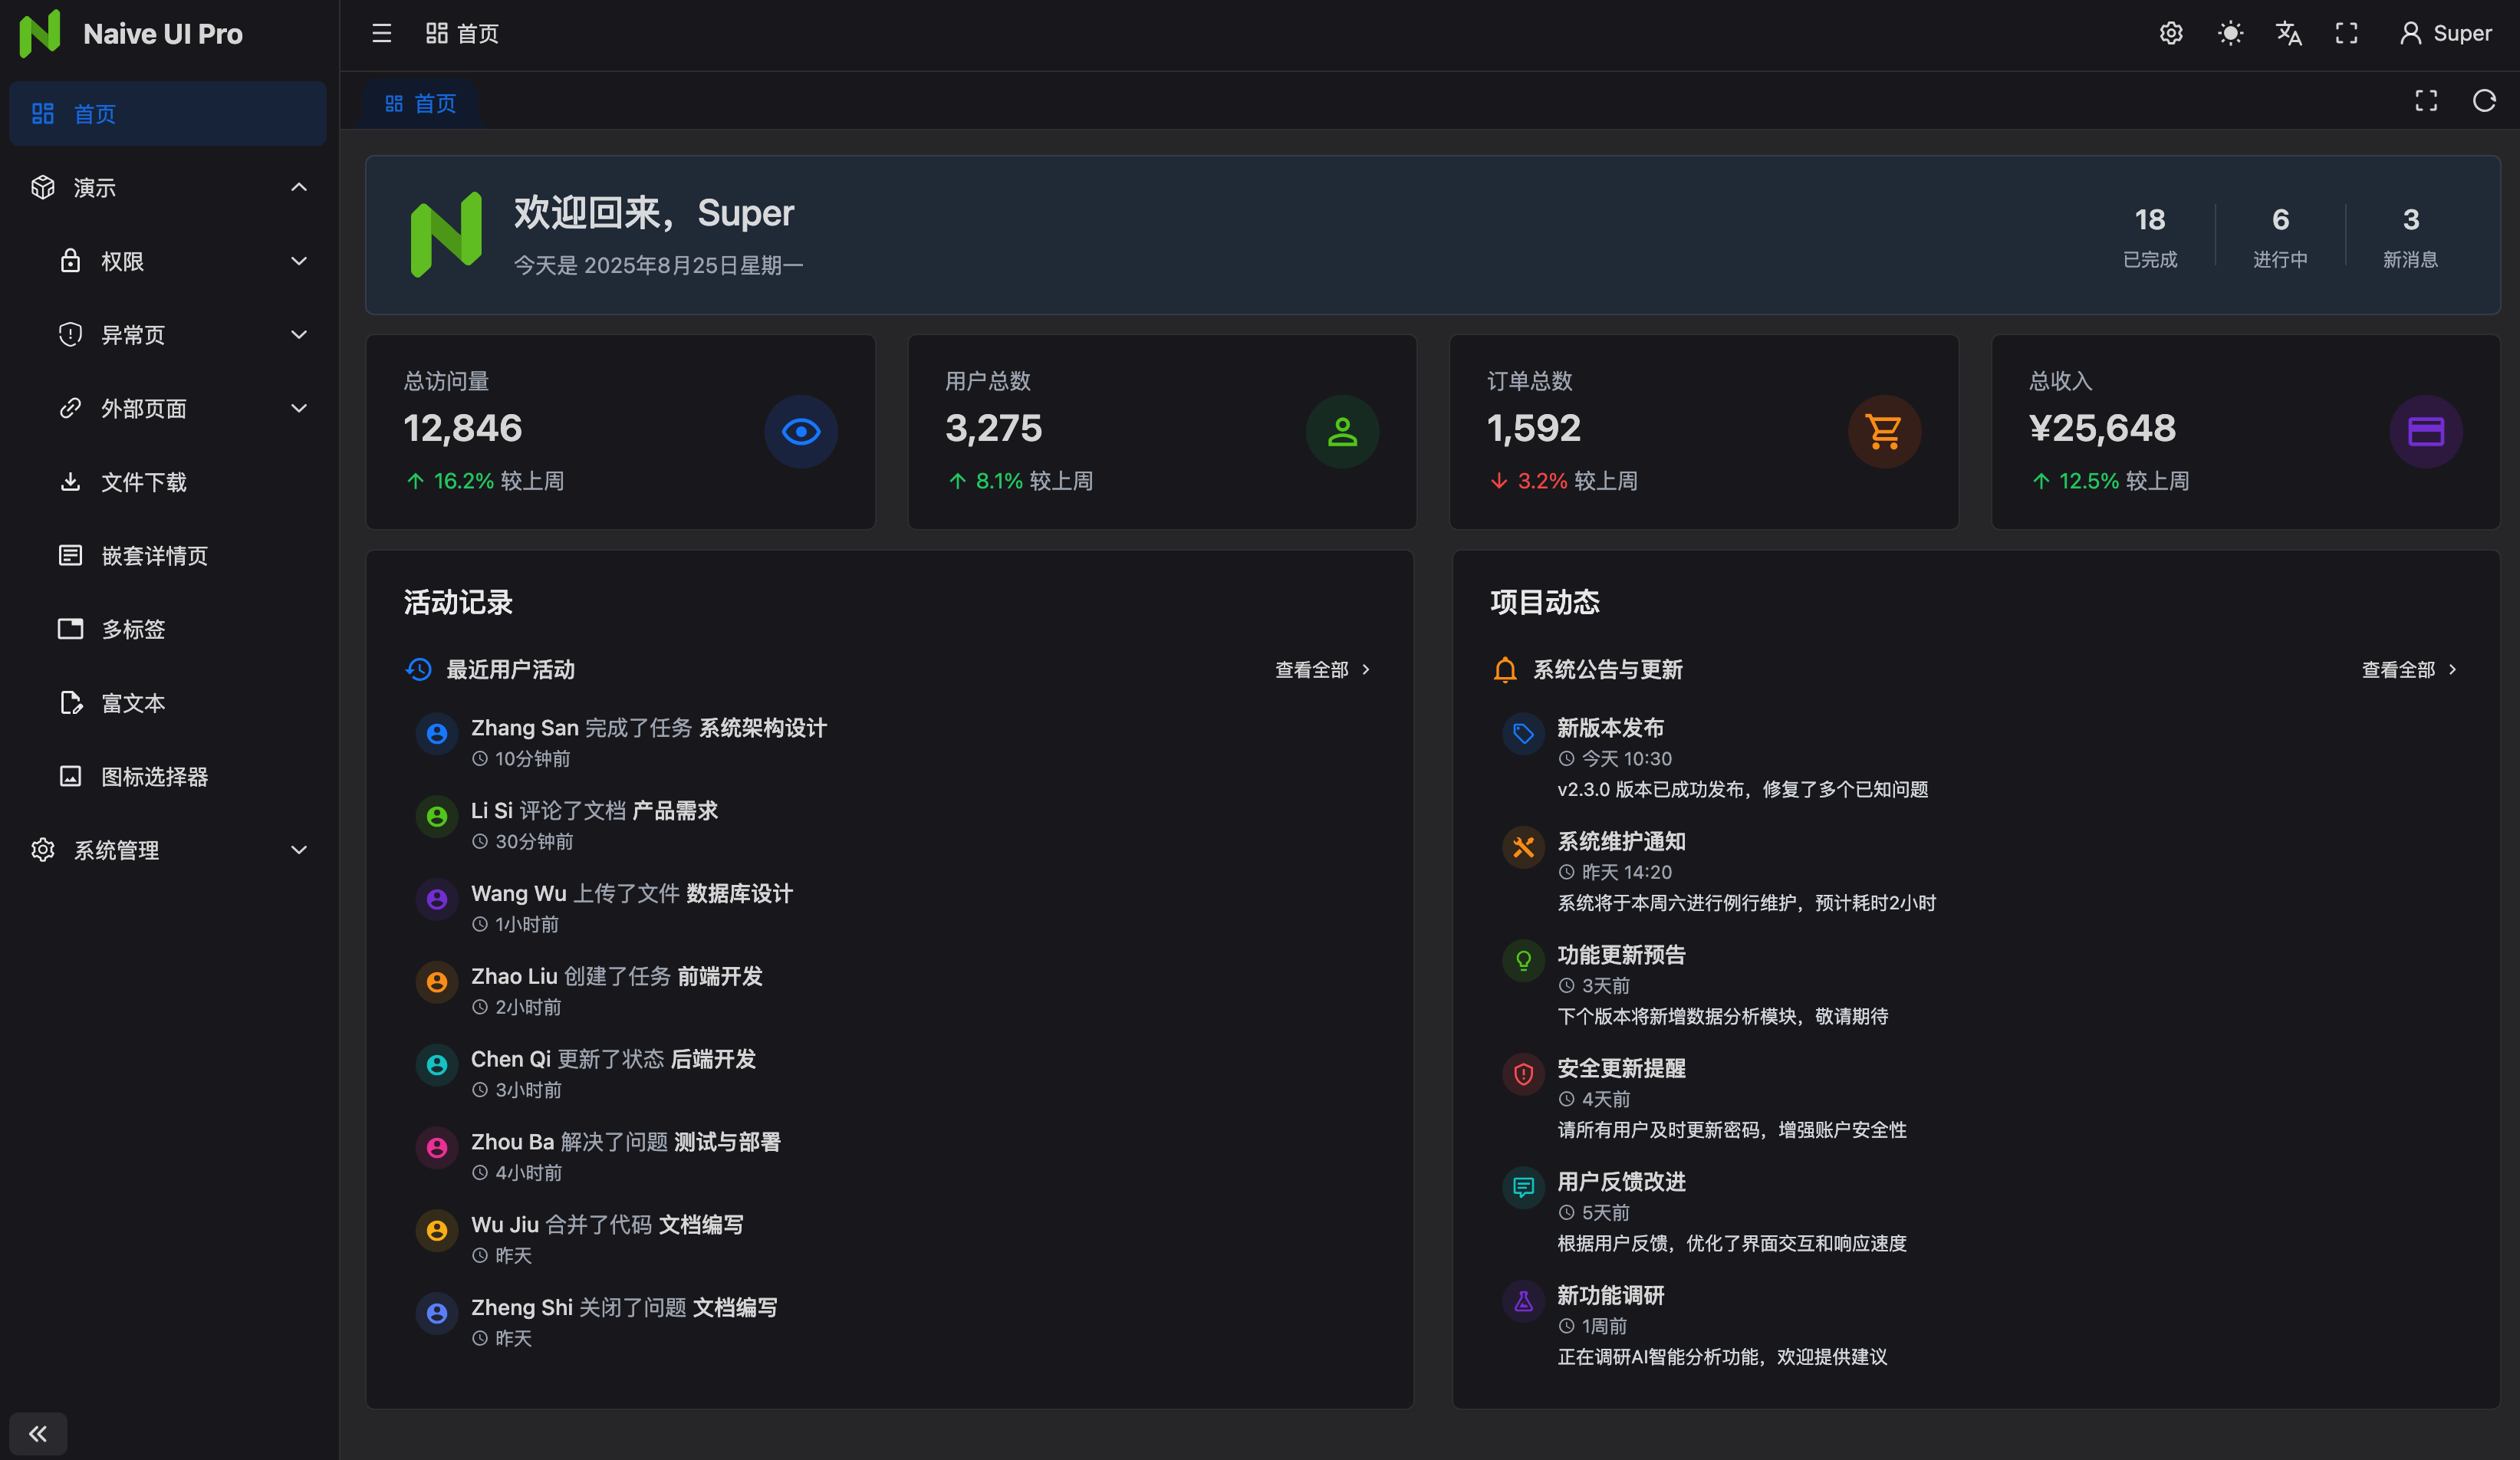 Naive UI Pro
首页
Super
首页
首页
演示
权限
异常页
外部页面
文件下载
嵌套详情页
多标签
富文本
图标选择器
系统管理
欢迎回来，Super
今天是 2025年8月25日星期一
18
已完成
6
进行中
3
新消息
总访问量
12,846
16.2% 较上周
用户总数
3,275
8.1% 较上周
订单总数
1,592
3.2% 较上周
总收入
¥25,648
12.5% 较上周
活动记录
最近用户活动
查看全部
Zhang San 完成了任务 系统架构设计
10分钟前
Li Si 评论了文档 产品需求
30分钟前
Wang Wu 上传了文件 数据库设计
1小时前
Zhao Liu 创建了任务 前端开发
2小时前
Chen Qi 更新了状态 后端开发
3小时前
Zhou Ba 解决了问题 测试与部署
4小时前
Wu Jiu 合并了代码 文档编写
昨天
Zheng Shi 关闭了问题 文档编写
昨天
项目动态
系统公告与更新
查看全部
新版本发布
今天 10:30
v2.3.0 版本已成功发布，修复了多个已知问题
系统维护通知
昨天 14:20
系统将于本周六进行例行维护，预计耗时2小时
功能更新预告
3天前
下个版本将新增数据分析模块，敬请期待
安全更新提醒
4天前
请所有用户及时更新密码，增强账户安全性
用户反馈改进
5天前
根据用户反馈，优化了界面交互和响应速度
新功能调研
1周前
正在调研AI智能分析功能，欢迎提供建议